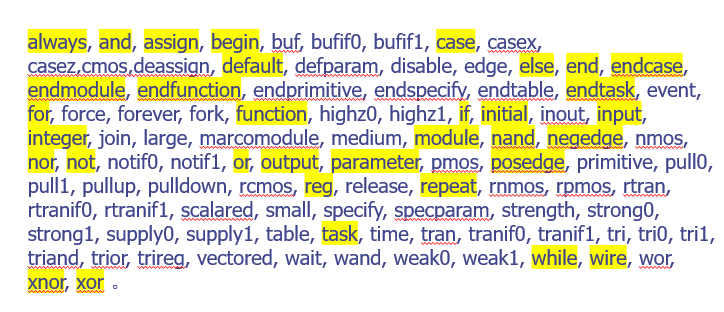 always, and, assign, begin, buf, bufif0, bufif1, case, casex,
casez,cmos,deassign, default, defparam, disable, edge, else, end, endcase,
endmodule, endfunction, endprimitive, endspecify, endtable, endtask, event,
for, force, forever, fork, function, highz0, highz1, if, initial, inout, input,
integer, join, large, marcomodule, medium, module, nand, negedge, nmos,
nor, not, notif0, notif1, or, output, parameter, pmos, posedge, primitive, pull0,
pull1, pullup, pulldown, rcmos, reg, release, repeat, rnmos, rpmos, rtran,
rtranif0, rtranif1, scalared, small, specify, specparam, strength, strong0,
strong1, supply0, supply1, table, task, time, tran, tranif0, tranif1, tri, tri0, tri1,
triand, trior, trireg, vectored, wait, wand, weak0, weak1, while, wire, wor,
xnor, xor 。